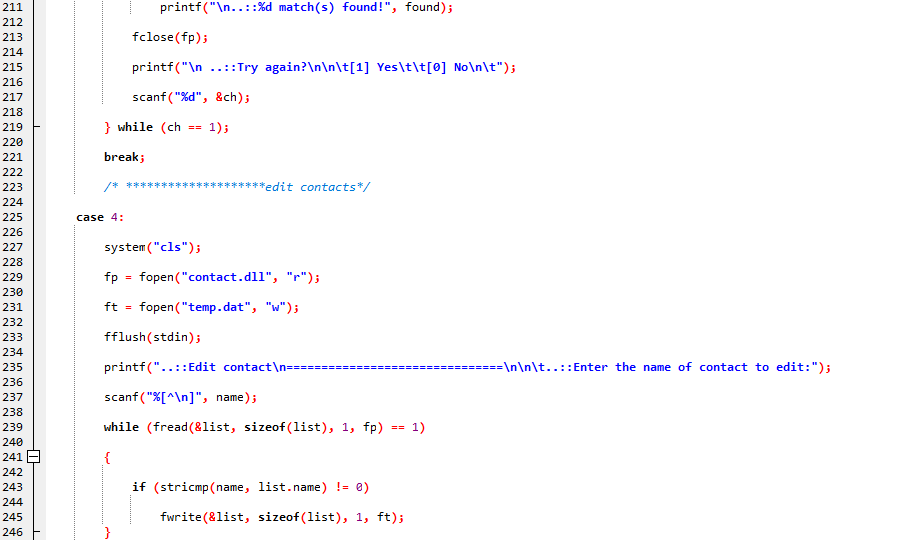 211 printf("\n..::%d match(s) found!", found);
212
213 fclose(fp);
214
215 printf("\n ..::Try again?\n\n\t[1] Yes\t\t[0] No\n\t");
216
217 scanf("%d", &ch);
218
219 } while (ch == 1);
220
221 break;
222
223 /* ********************edit contacts*/
224
225 case 4:
226
227 system("cls");
228
229 fp = fopen("contact.dll", "r");
230
231 ft = fopen("temp.dat", "w");
232
233 fflush(stdin);
234
235 printf("..::Edit contact\n===============================\n\n\t..::Enter the name of contact to edit:");
236
237 scanf("%[^\n]", name);
238
239 while (fread(&list, sizeof(list), 1, fp) == 1)
240
241 {
242
243 if (stricmp(name, list.name) != 0)
244
245 fwrite(&list, sizeof(list), 1, ft);
246 }